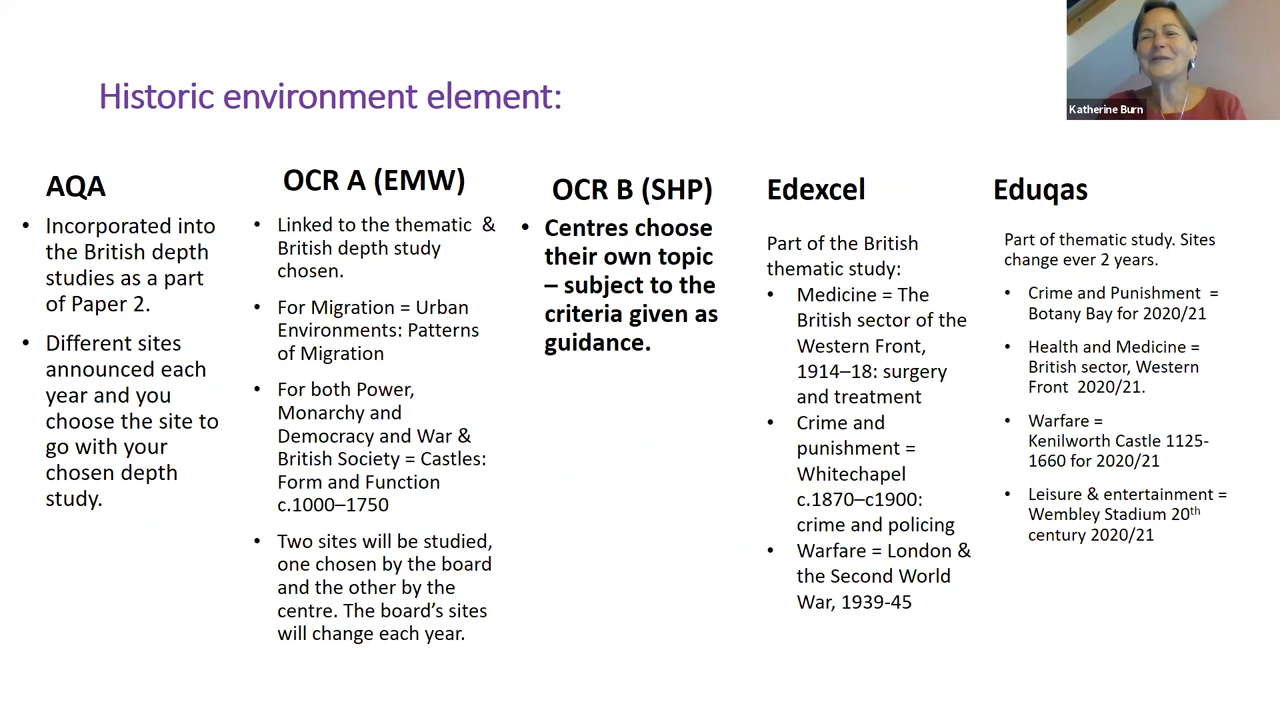 Historic environment element:
Katherine Burn
AQA
• Incorporated into
the British depth
studies as a part
of Paper 2.
• Different sites
announced each
year and you
choose the site to
go with your
chosen depth
study.
OCR A (EMW)
• Linked to the thematic & 
British depth study
chosen.
• For Migration = Urban
Environments: Patterns
of Migration
• For both Power,
Monarchy and
Democracy and War &
British Society = Castles:
Form and Function
c.1000–1750
• Two sites will be studied,
one chosen by the board
and the other by the
centre. The board’s sites
will change each year.
OCR B (SHP)
• Centres choose
their own topic
– subject to the
criteria given as
guidance.
Edexcel
Part of the British
thematic study:
• Medicine = The
British sector of the
Western Front,
1914–18: surgery
and treatment
• Crime and
punishment =
Whitechapel
c.1870–c1900:
crime and policing
• Warfare = London &
the Second World
War, 1939-45
Eduqas
Part of thematic study. Sites
change ever 2 years.
• Crime and Punishment =
Botany Bay for 2020/21
• Health and Medicine =
British sector, Western
Front 2020/21.
• Warfare =
Kenilworth Castle 1125-
1660 for 2020/21
• Leisure & entertainment =
Wembley Stadium 20th
century 2020/21